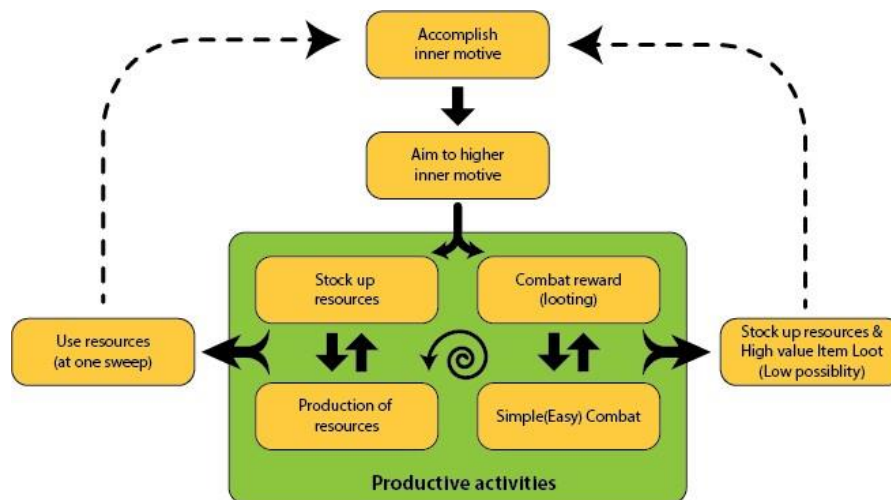 Accomplish
inner motive
Aim to higher
inner motive
Stock up
resources
Combat reward
(looting)
Use resources
(at one sweep)
Stock up resources &
High value Item Loot
(Low possiblity)
Production of
resources
Simple(Easy) Combat
Productive activities